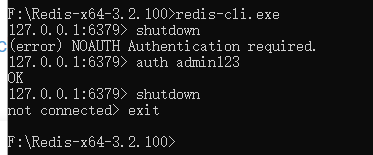 F:\Redis-x64-3.2.100>redis-cli.exe
127.0.0.1:6379> shutdown
(error) NOAUTH Authentication required.
127.0.0.1:6379> auth admin123
OK
127.0.0.1:6379> shutdown
not connected> exit
F:\Redis-x64-3.2.100>